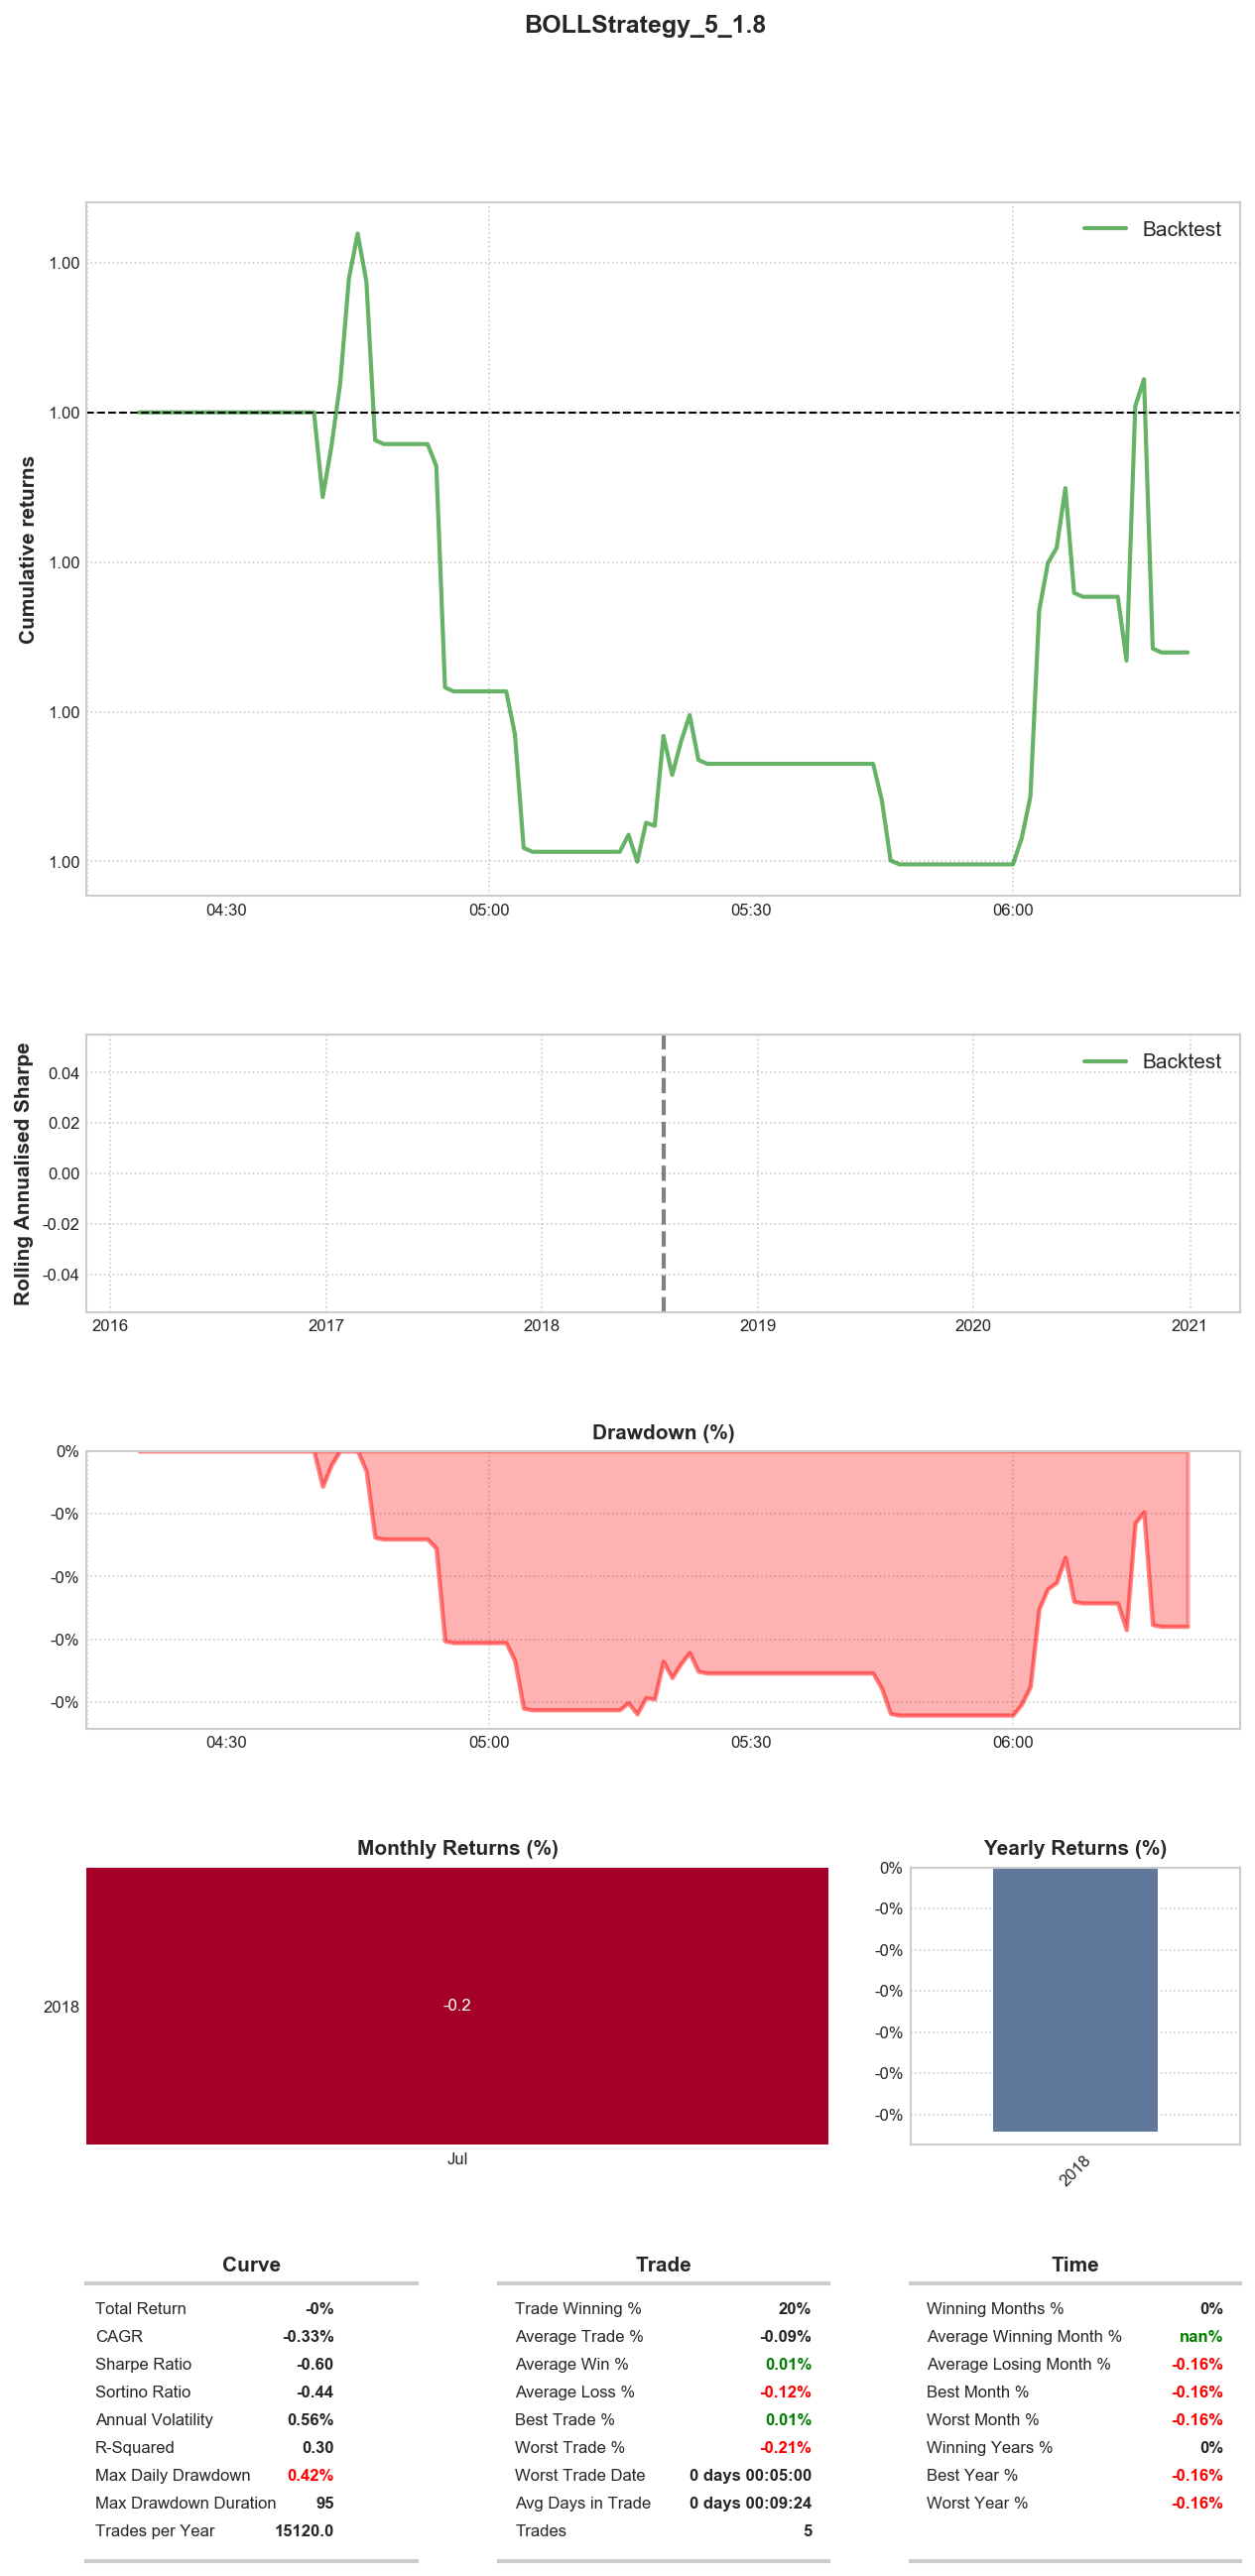 BOLLStrategy_5_1.8
Backtest
Cumulative returns
1.00
1.00
1.00
1.00
1.00
04:30 05:00 05:30 06:00
Backtest
Rolling Annualised Sharpe
0.04
0.02
0.00
-0.02
-0.04
2016 2017 2018 2019 2020 2021
Drawdown (%)
0%
-0%
-0%
-0%
-0%
04:30 05:00 05:30 06:00
Monthly Returns (%)
2018
-0.2
Jul
Yearly Returns (%)
0%
-0%
-0%
-0%
-0%
-0%
-0%
2018
Curve
Total Return -0%
CAGR -0.33%
Sharpe Ratio -0.60
Sortino Ratio -0.44
Annual Volatility 0.56%
R-Squared 0.30
Max Daily Drawdown 0.42%
Max Drawdown Duration 95
Trades per Year 15120.0
Trade
Trade Winning % 20%
Average Trade % -0.09%
Average Win % 0.01%
Average Loss % -0.12%
Best Trade % 0.01%
Worst Trade % -0.21%
Worst Trade Date 0 days 00:05:00
Avg Days in Trade 0 days 00:09:24
Trades 5
Time
Winning Months % 0%
Average Winning Month % nan%
Average Losing Month % -0.16%
Best Month % -0.16%
Worst Month % -0.16%
Winning Years % 0%
Best Year % -0.16%
Worst Year % -0.16%